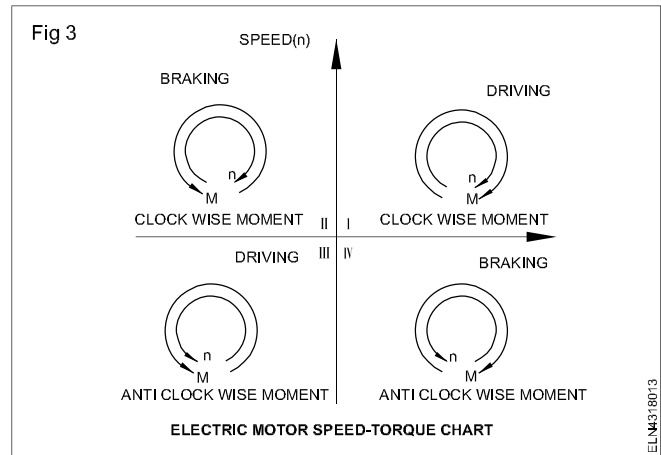 Fig 3
SPEED(n)
BRAKING
DRIVING
n
M
n
M
CLOCK WISE MOMENT
II
I
CLOCK WISE MOMENT
DRIVING
III
IV
BRAKING
n
M
n
M
ANTI CLOCK WISE MOMENT
ANTI CLOCK WISE MOMENT
ELECTRIC MOTOR SPEED-TORQUE CHART
ELN4318013